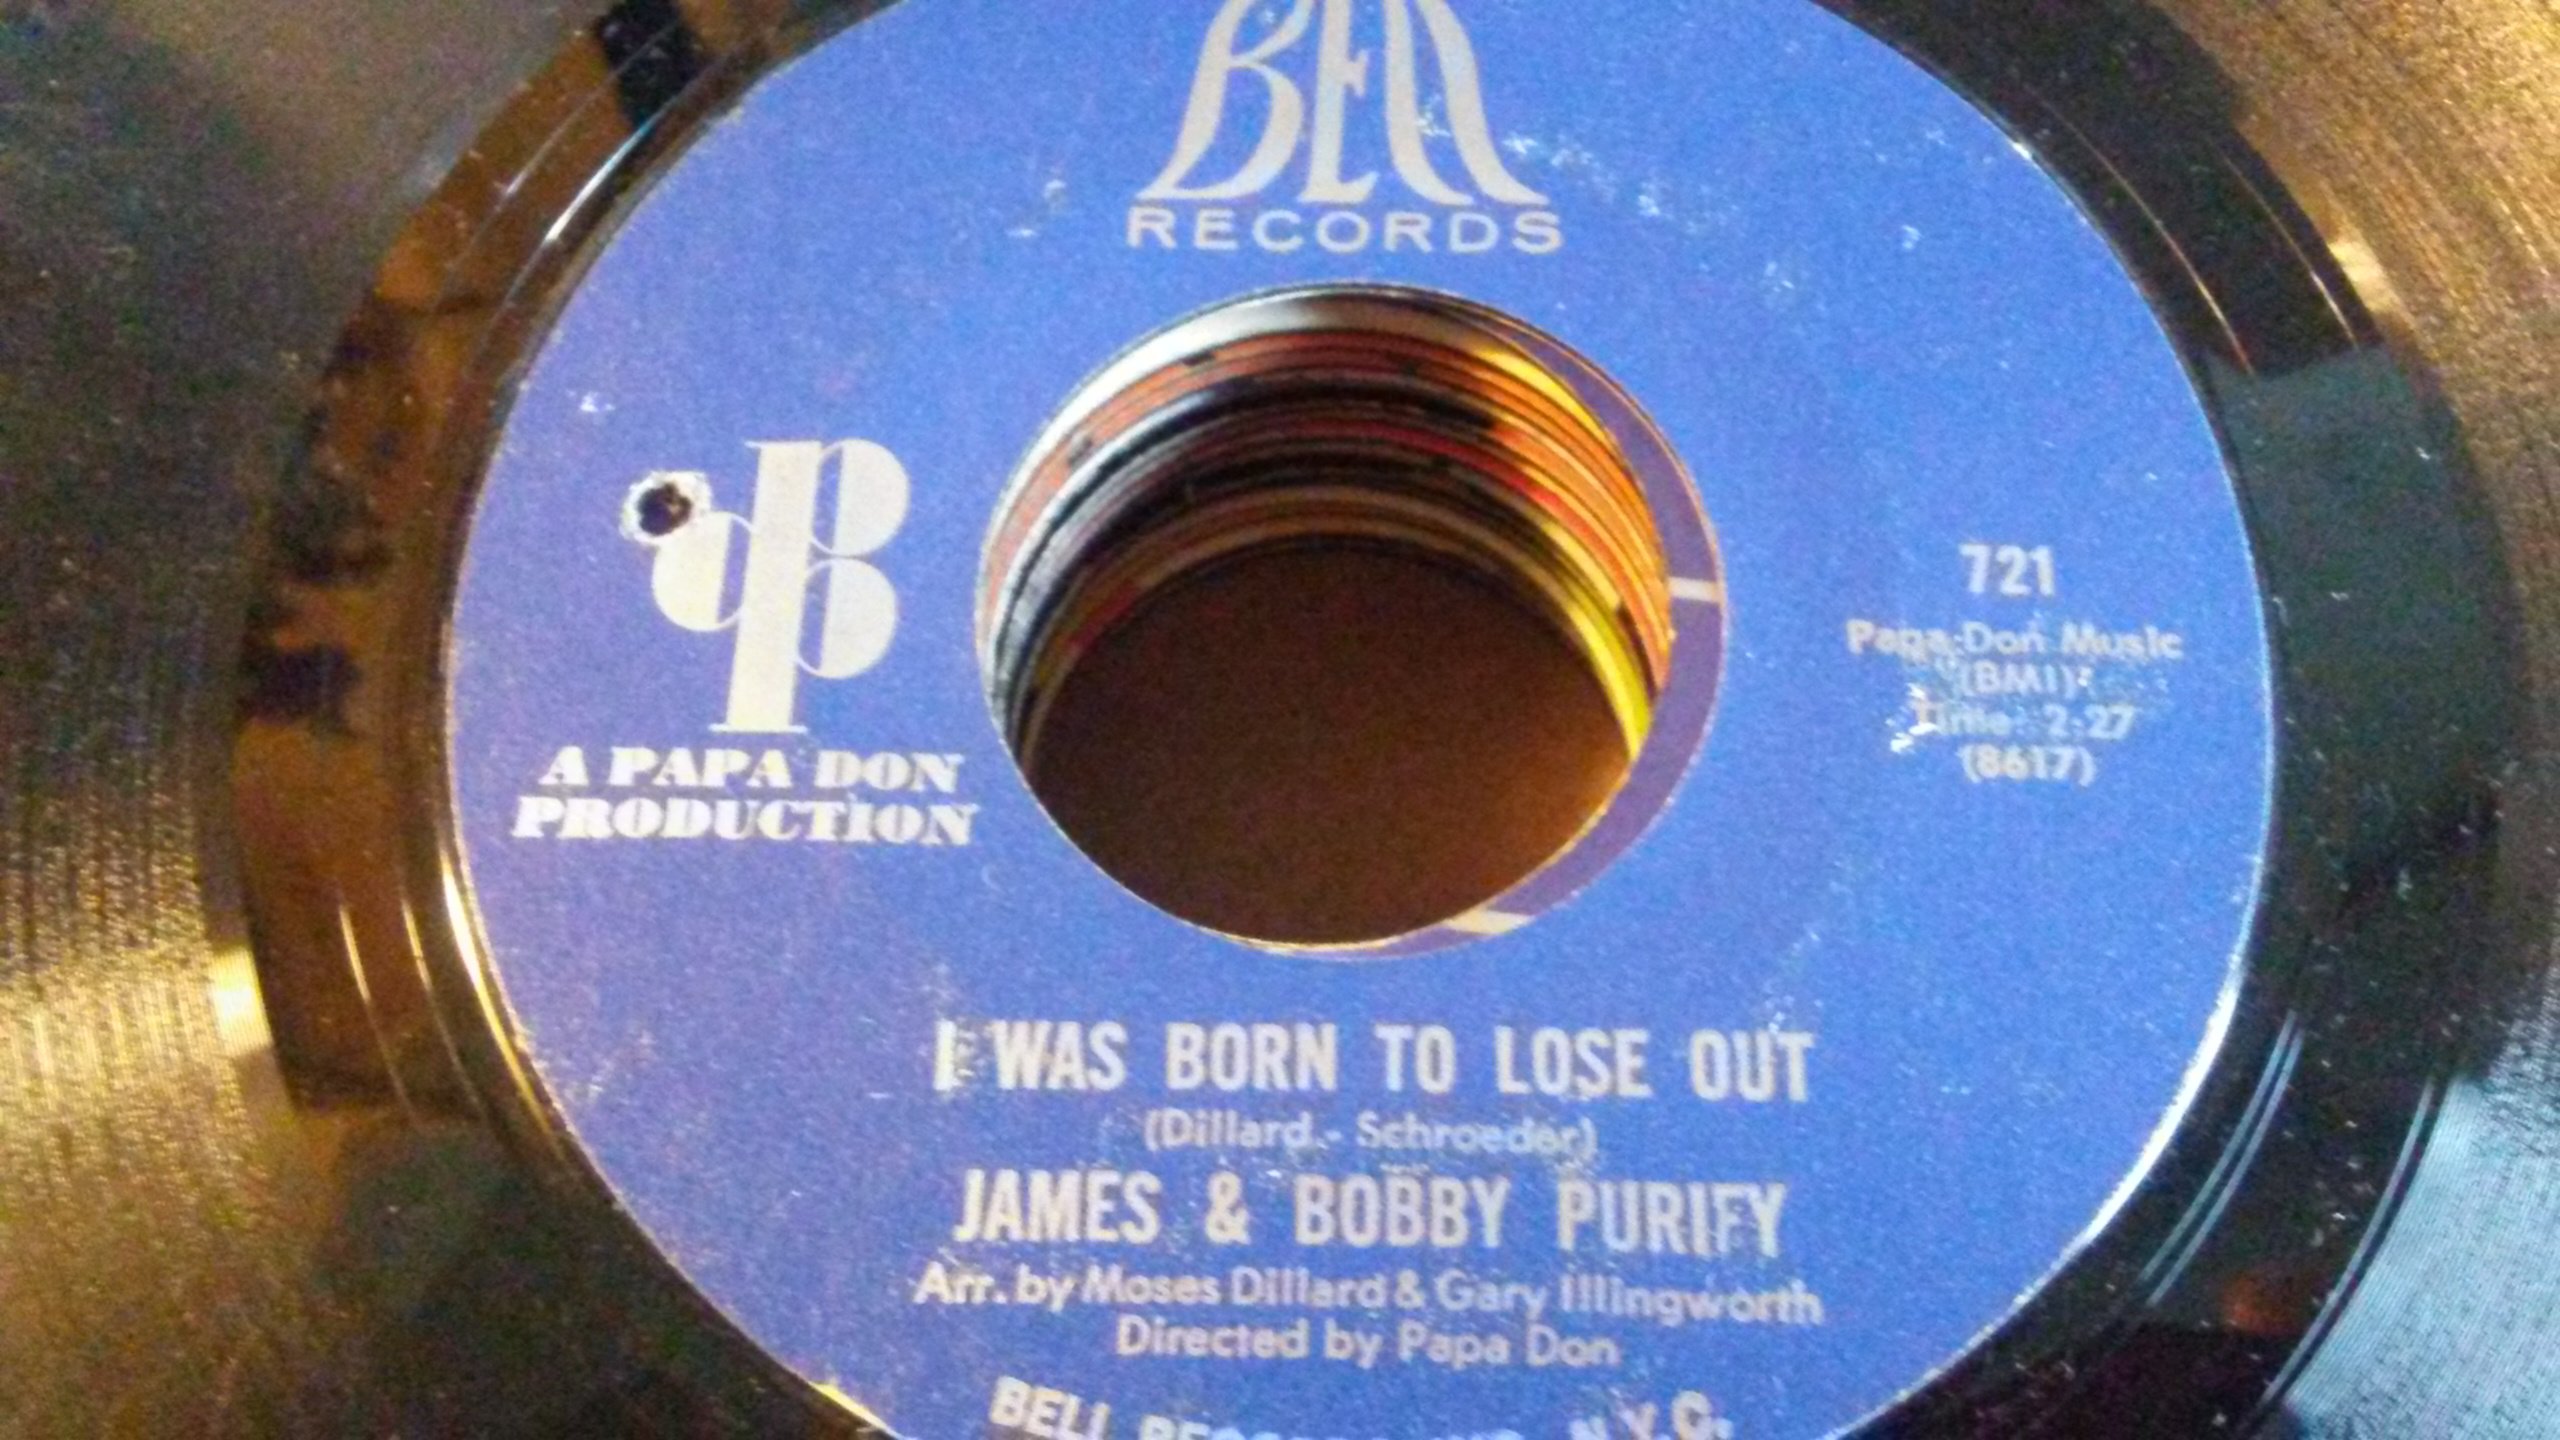 BELL
RECORDS
A PAPA DON
PRODUCTION
721
Papa Don Music
(BMI)
Time: 2:27
(8617)
I WAS BORN TO LOSE OUT
(Dillard - Schroeder)
JAMES & BOBBY PURIFY
Arr. by Moses Dillard & Gary Illingworth
Directed by Papa Don
BELL N.Y.C.